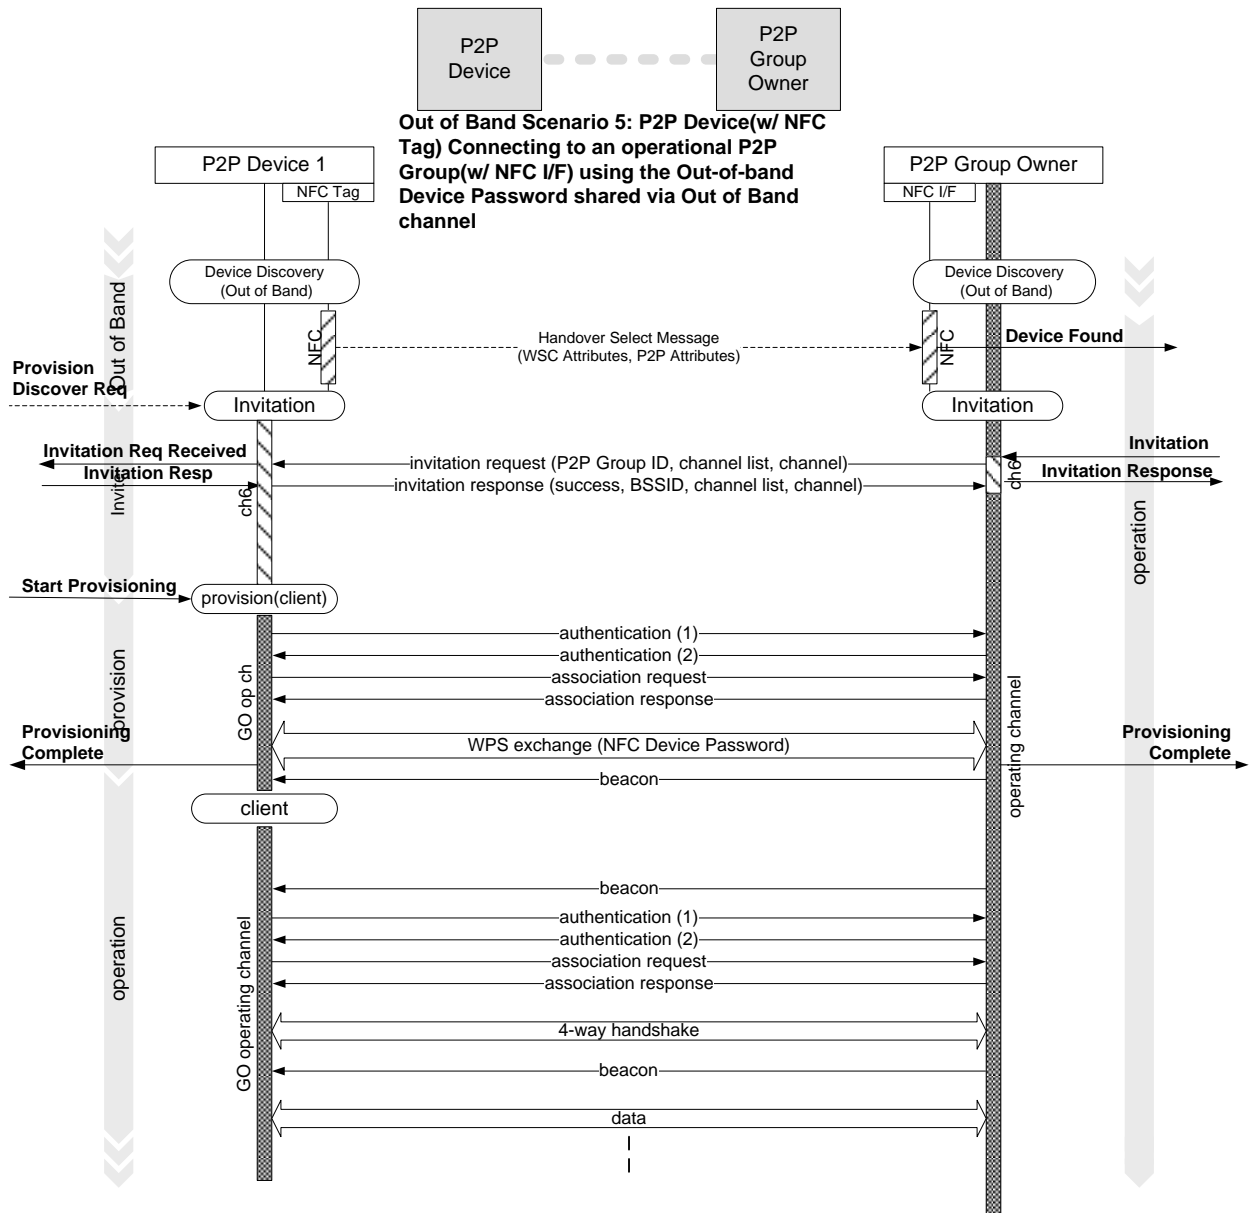 P2P
Device
P2P
Group
Owner
Out of Band Scenario 5: P2P Device(w/ NFC
Tag) Connecting to an operational P2P
Group(w/ NFC I/F) using the Out-of-band
Device Password shared via Out of Band
channel
P2P Device 1
NFC Tag
P2P Group Owner
NFC I/F
Device Discovery
(Out of Band)
Device Discovery
(Out of Band)
Out of Band
NFC
Handover Select Message
(WSC Attributes, P2P Attributes)
NFC
Device Found
Provision
Discover Req
Invitation
Invitation
Invitation Req Received
invitation request (P2P Group ID, channel list, channel)
Invitation
Invitation Resp
invitation response (success, BSSID, channel list, channel)
Invitation Response
Invite
ch6
ch6
operation
Start Provisioning
provision(client)
authentication (1)
authentication (2)
association request
association response
provision
GO op ch
operating channel
Provisioning
Complete
WPS exchange (NFC Device Password)
Provisioning
Complete
beacon
client
beacon
authentication (1)
authentication (2)
association request
association response
operation
GO operating channel
4-way handshake
beacon
data